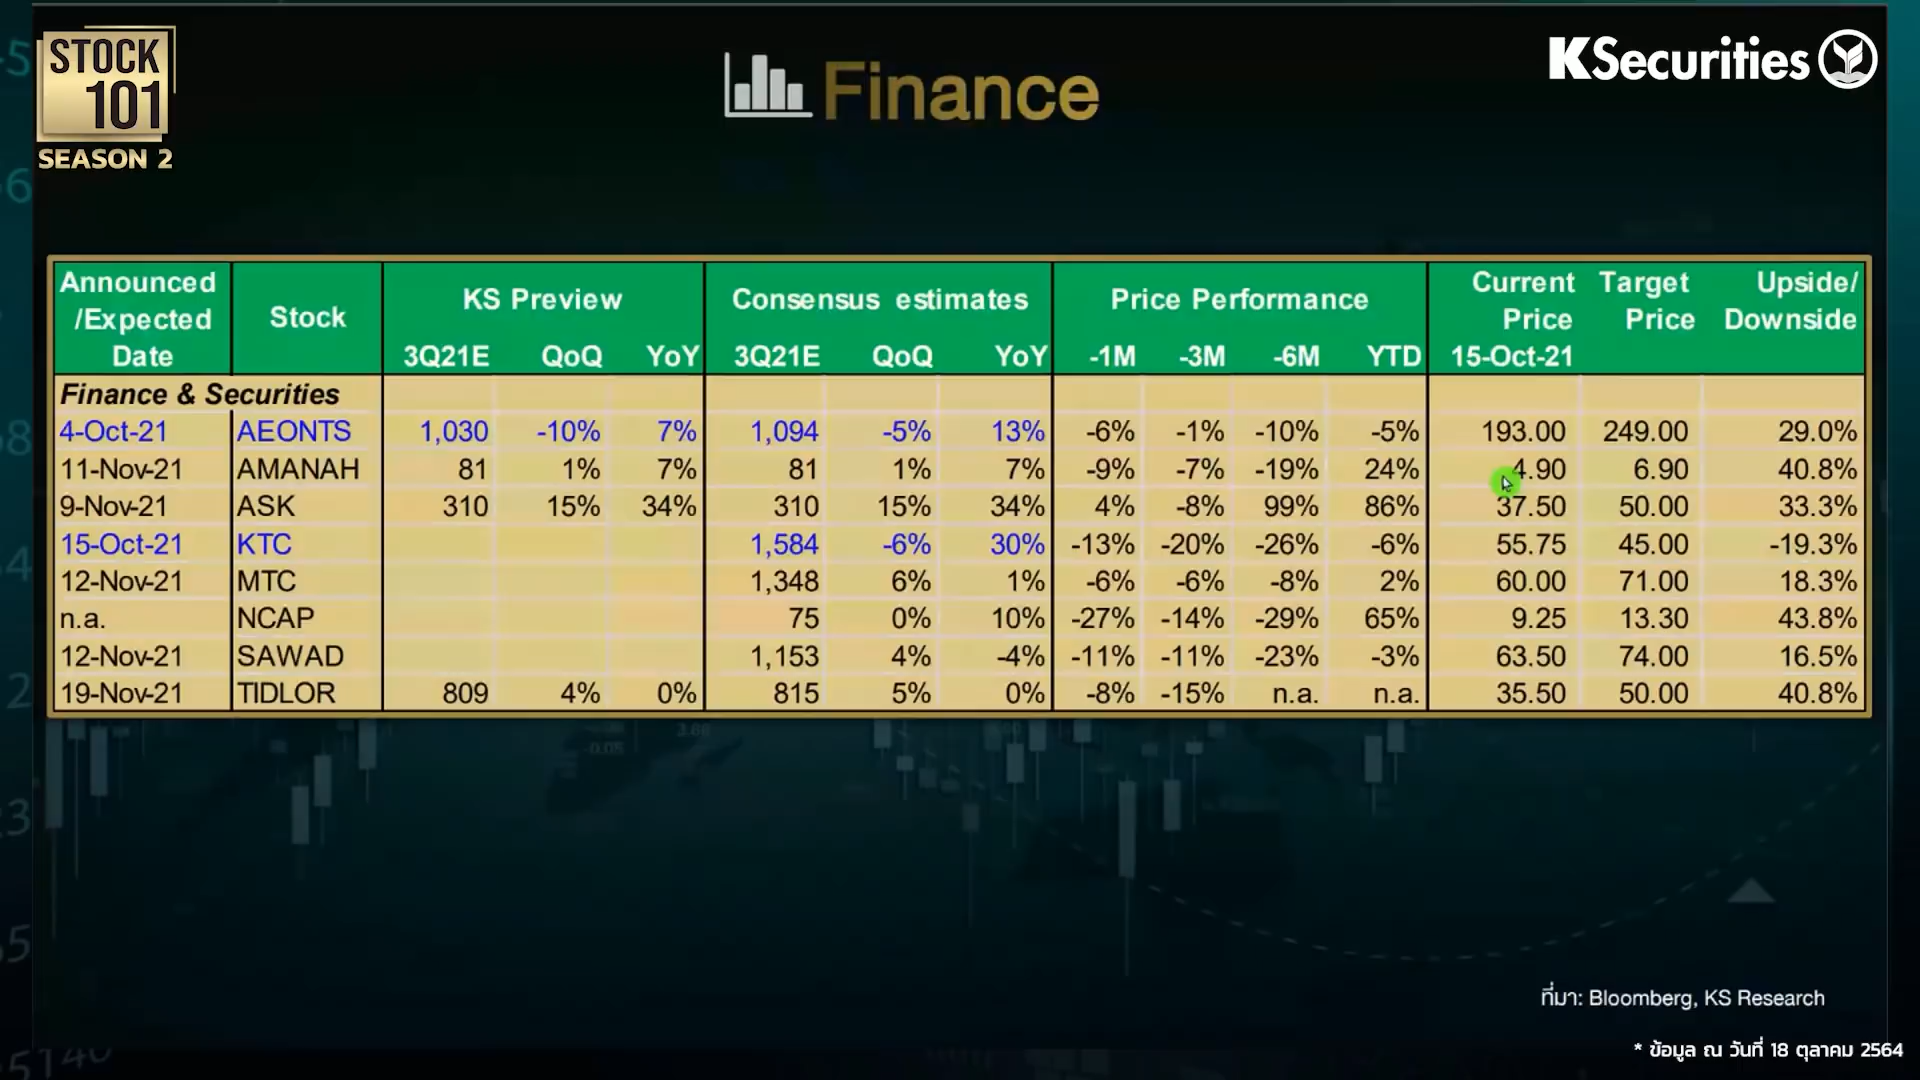 STOCK
101
SEASON 2
Finance
KSecurities
Announced /Expected Date Stock KS Preview Consensus estimates Price Performance Current Price 15-Oct-21 Target Price Upside/ Downside
3Q21E QoQ YoY 3Q21E QoQ YoY -1M -3M -6M YTD
Finance & Securities
4-Oct-21 AEONTS 1,030 -10% 7% 1,094 -5% 13% -6% -1% -10% -5% 193.00 249.00 29.0%
11-Nov-21 AMANAH 81 1% 7% 81 1% 7% -9% -7% -19% 24% 4.90 6.90 40.8%
9-Nov-21 ASK 310 15% 34% 310 15% 34% 4% -8% 99% 86% 37.50 50.00 33.3%
15-Oct-21 KTC 1,584 -6% 30% -13% -20% -26% -6% 55.75 45.00 -19.3%
12-Nov-21 MTC 1,348 6% 1% -6% -6% -8% 2% 60.00 71.00 18.3%
n.a. NCAP 75 0% 10% -27% -14% -29% 65% 9.25 13.30 43.8%
12-Nov-21 SAWAD 1,153 4% -4% -11% -11% -23% -3% 63.50 74.00 16.5%
19-Nov-21 TIDLOR 809 4% 0% 815 5% 0% -8% -15% n.a. n.a. 35.50 50.00 40.8%
ที่มา: Bloomberg, KS Research
* ข้อมูล ณ วันที่ 18 ตุลาคม 2564